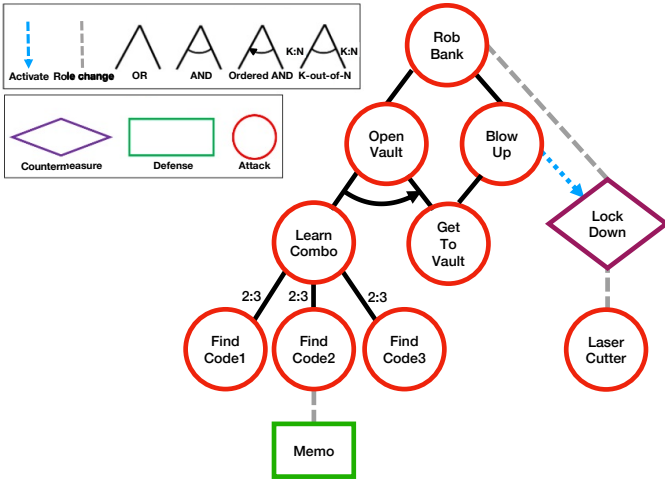 K:N K:N
Activate Role change OR AND Ordered AND K-out-of-N
Countermeasure Defense Attack
Rob
Bank
Open
Vault
Blow
Up
Lock
Down
Learn
Combo
Get
To
Vault
2:3 2:3 2:3
Find
Code1
Find
Code2
Find
Code3
Laser
Cutter
Memo